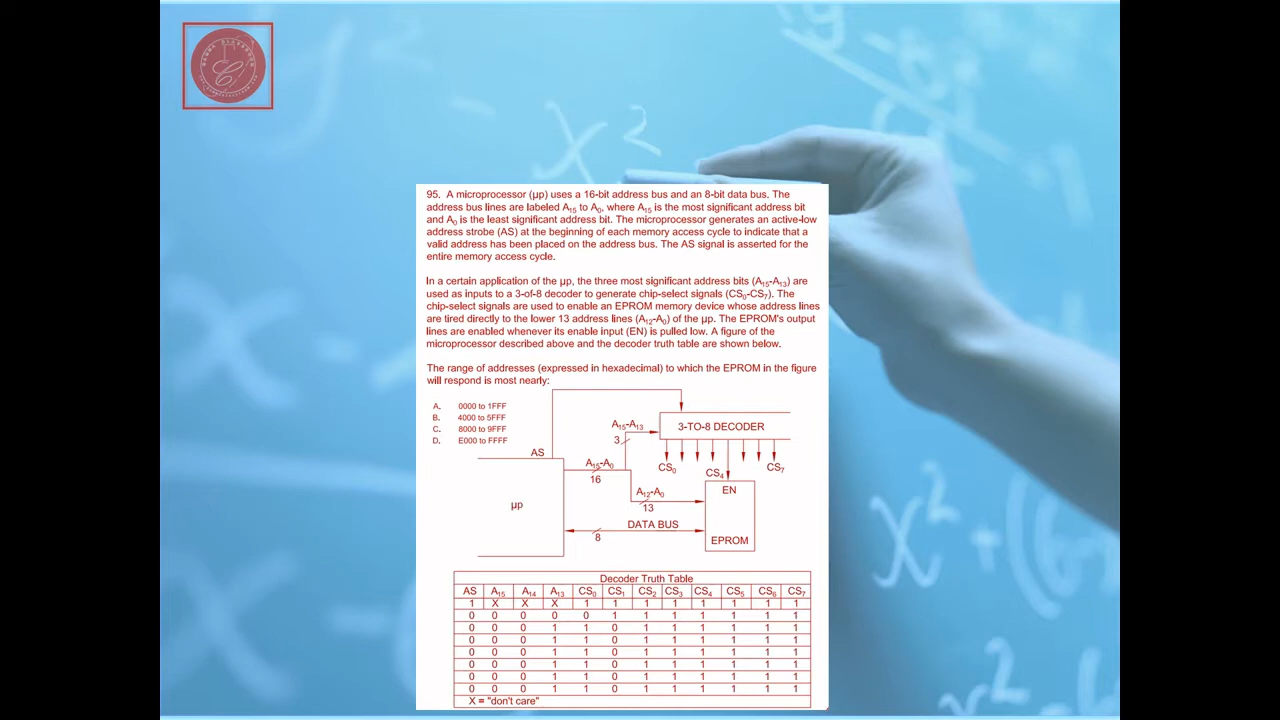 95. A microprocessor (µp) uses a 16-bit address bus and an 8-bit data bus. The
address bus lines are labeled A15 to A0, where A15 is the most significant address bit
and A0 is the least significant address bit. The microprocessor generates an active-low
address strobe (AS) at the beginning of each memory access cycle to indicate that a
valid address has been placed on the address bus. The AS signal is asserted for the
entire memory access cycle.
In a certain application of the µp, the three most significant address bits (A15-A13) are
used as inputs to a 3-of-8 decoder to generate chip-select signals (CS0-CS7). The
chip-select signals are used to enable an EPROM memory device whose address lines
are tired directly to the lower 13 address lines (A12-A0) of the µp. The EPROM's output
lines are enabled whenever its enable input (EN) is pulled low. A figure of the
microprocessor described above and the decoder truth table are shown below.
The range of addresses (expressed in hexadecimal) to which the EPROM in the figure
will respond is most nearly:
A. 0000 to 1FFF
B. 4000 to 5FFF
C. 8000 to 9FFF
D. E000 to FFFF
A15-A13
3
3-TO-8 DECODER
AS
A15-A0
16
CS0
CS4
CS7
A12-A0
13
EN
µp
DATA BUS
8
EPROM
Decoder Truth Table
AS A15 A14 A13 CS0 CS1 CS2 CS3 CS4 CS5 CS6 CS7
1 X X X 1 1 1 1 1 1 1 1
0 0 0 0 0 1 1 1 1 1 1 1
0 0 0 1 1 0 1 1 1 1 1 1
0 0 0 1 1 0 1 1 1 1 1 1
0 0 0 1 1 0 1 1 1 1 1 1
0 0 0 1 1 0 1 1 1 1 1 1
0 0 0 1 1 0 1 1 1 1 1 1
0 0 0 1 1 0 1 1 1 1 1 1
X = "don't care"